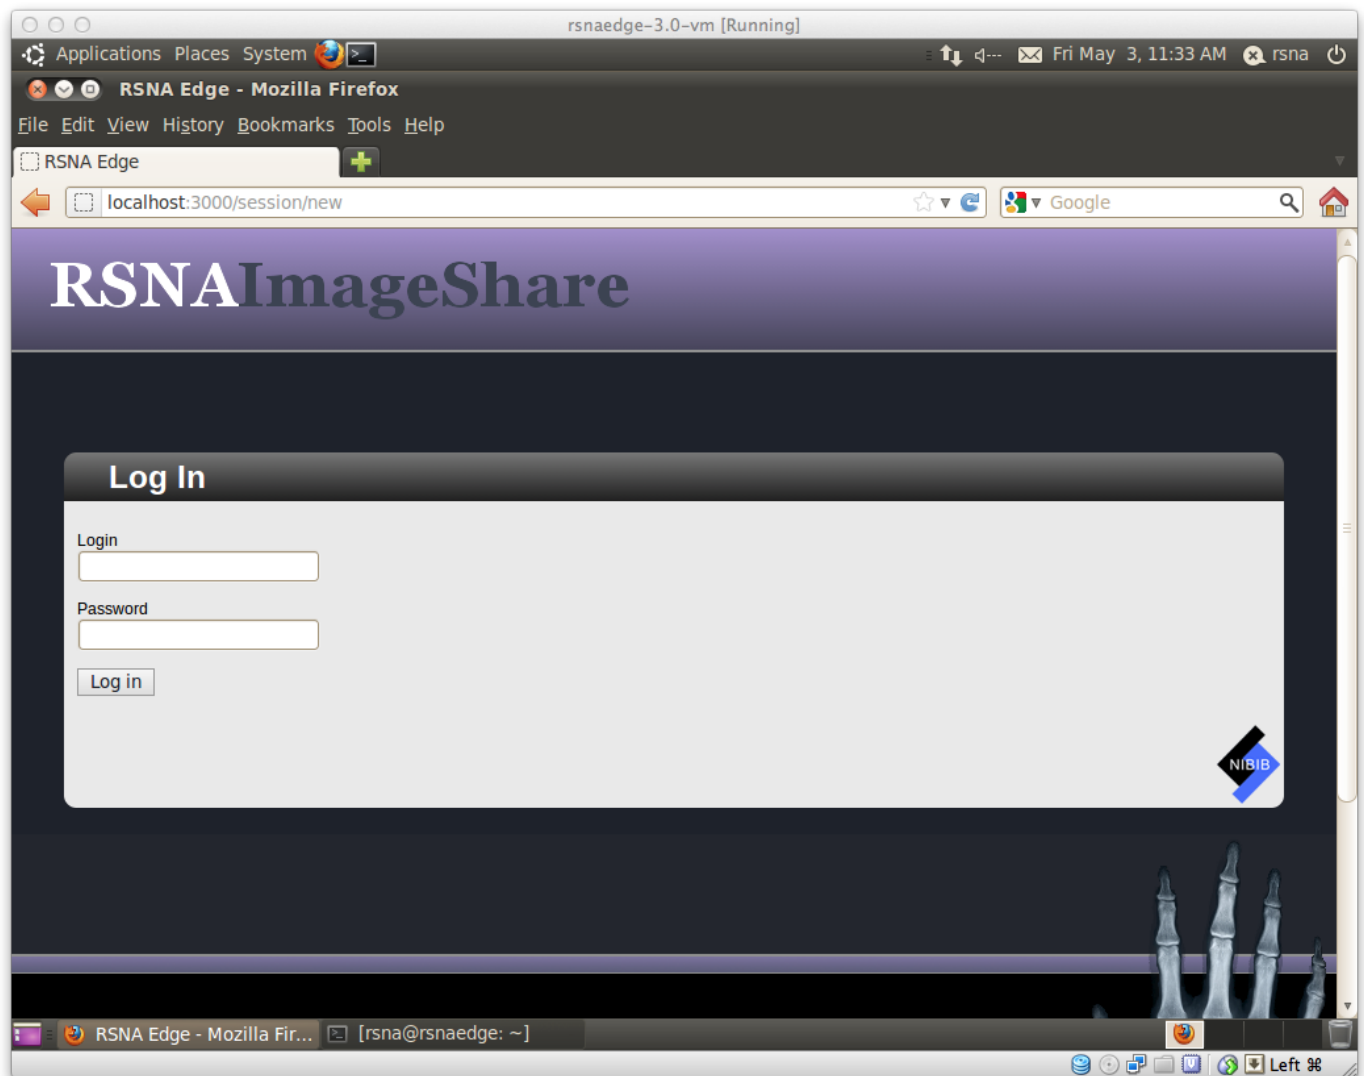 rsnaedge-3.0-vm [Running]
Applications Places System Fri May 3, 11:33 AM rsna
RSNA Edge - Mozilla Firefox
File Edit View History Bookmarks Tools Help
RSNA Edge
localhost:3000/session/new Google
RSNAImageShare
Log In
Login
Password
Log in
NIBIB
RSNA Edge - Mozilla Fir... [rsna@rsnaedge: ~]
Left ⌘